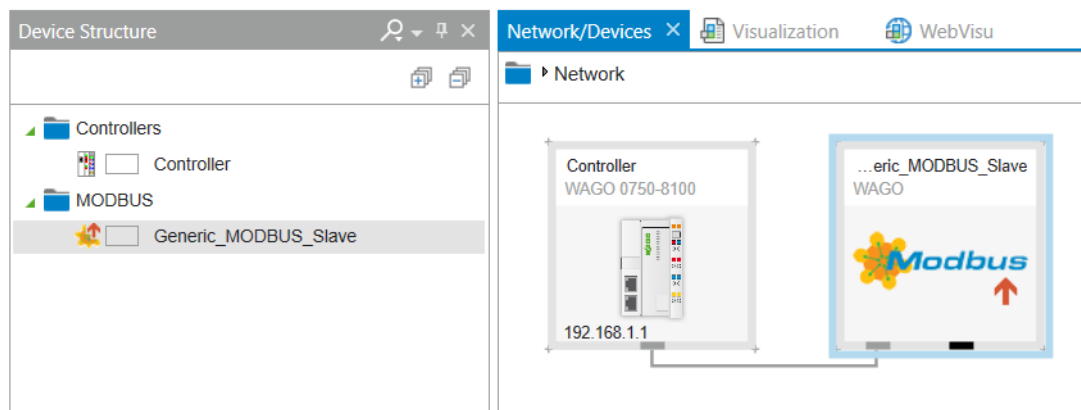 Device Structure
Controllers
Controller
MODBUS
Generic_MODBUS_Slave
Network/Devices
Visualization
WebVisu
Network
Controller
WAGO 0750-8100
192.168.1.1
...eric_MODBUS_Slave
WAGO
Modbus